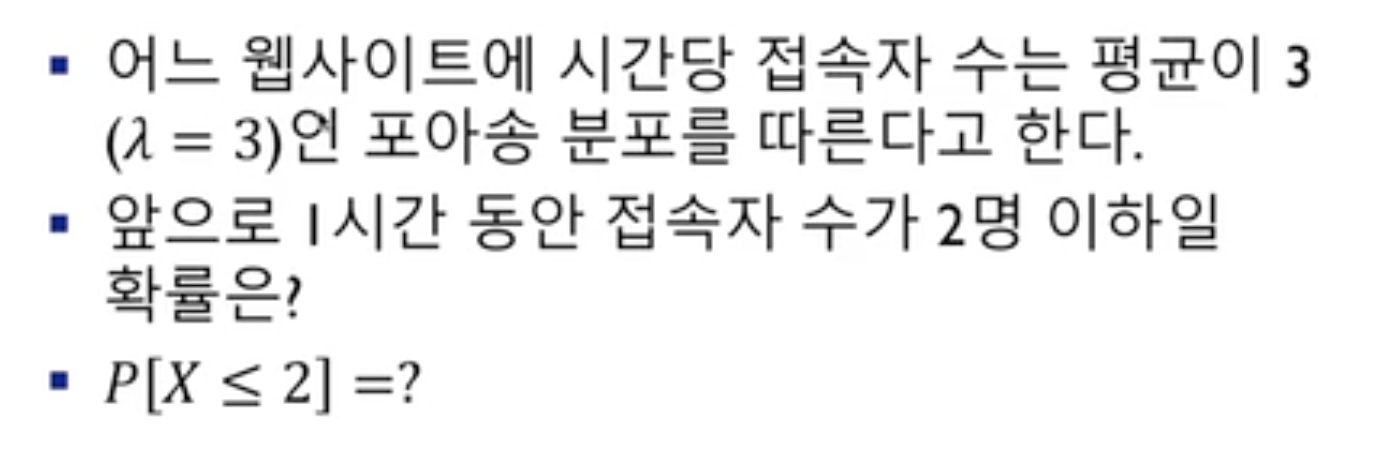 ▪ 어느 웹사이트에 시간당 접속자 수는 평균이 3
(λ = 3)인 포아송 분포를 따른다고 한다.
▪ 앞으로 1시간 동안 접속자 수가 2명 이하일
확률은?
▪ P[X ≤ 2] =?